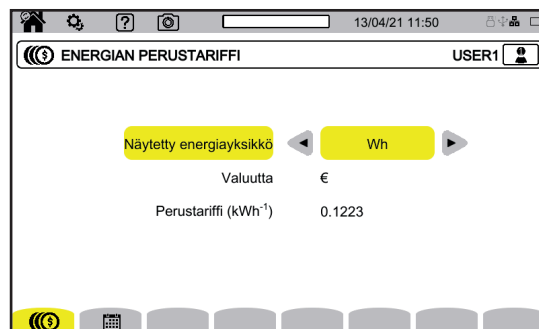 13/04/21 11:50
ENERGIAN PERUSTARIFFI USER1
Näytetty energiayksikkö Wh
Valuutta €
Perustariffi (kWh⁻¹) 0.1223